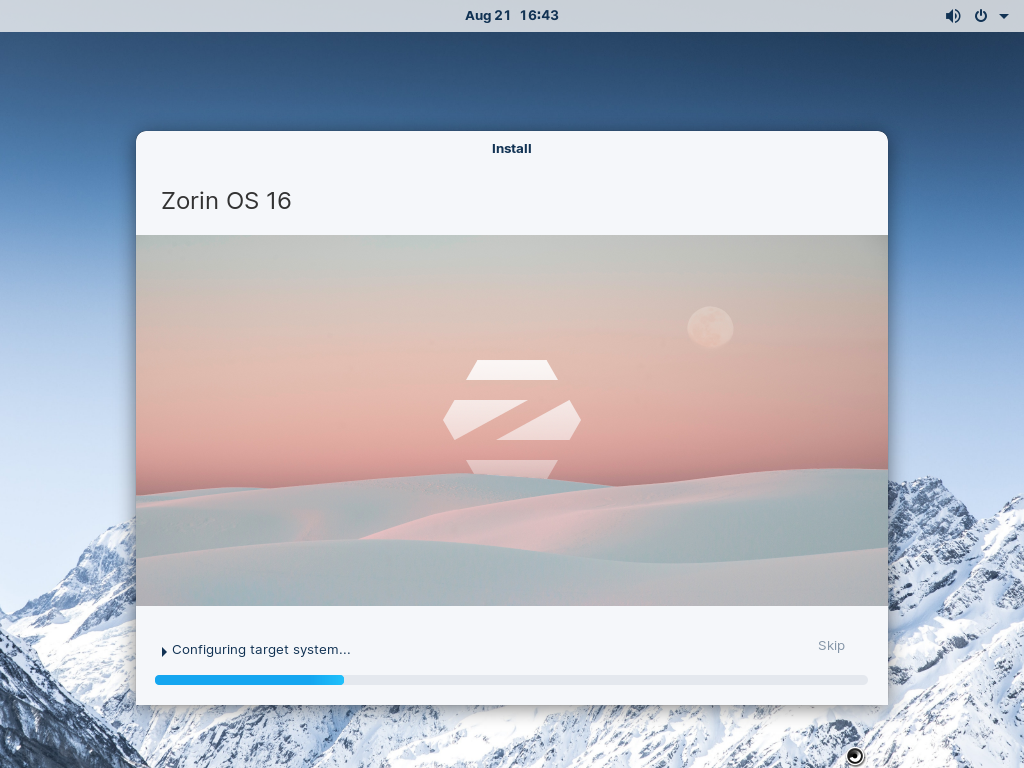 Aug 21 16:43
Install
Zorin OS 16
Configuring target system...
Skip